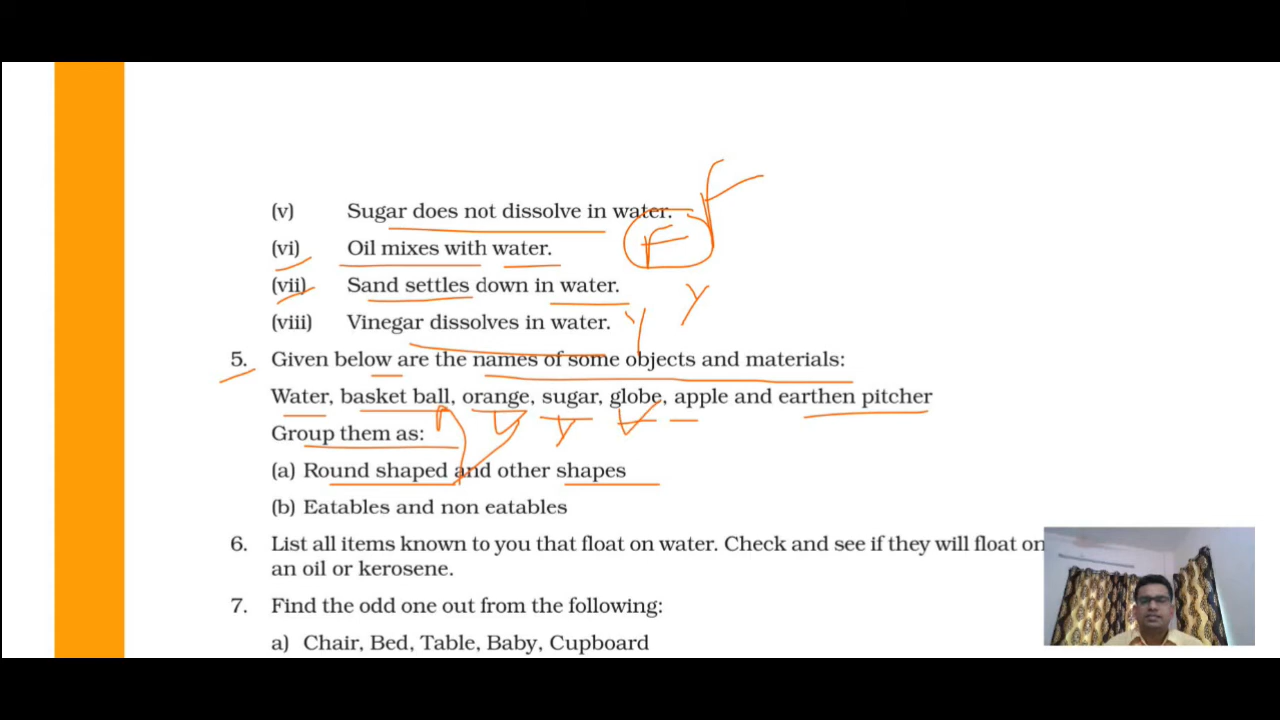 (v) Sugar does not dissolve in water. F
(vi) Oil mixes with water. F
(vii) Sand settles down in water. Y
(viii) Vinegar dissolves in water. Y
5. Given below are the names of some objects and materials:
Water, basket ball, orange, sugar, globe, apple and earthen pitcher
Group them as:
(a) Round shaped and other shapes
(b) Eatables and non eatables
6. List all items known to you that float on water. Check and see if they will float on
an oil or kerosene.
7. Find the odd one out from the following:
a) Chair, Bed, Table, Baby, Cupboard